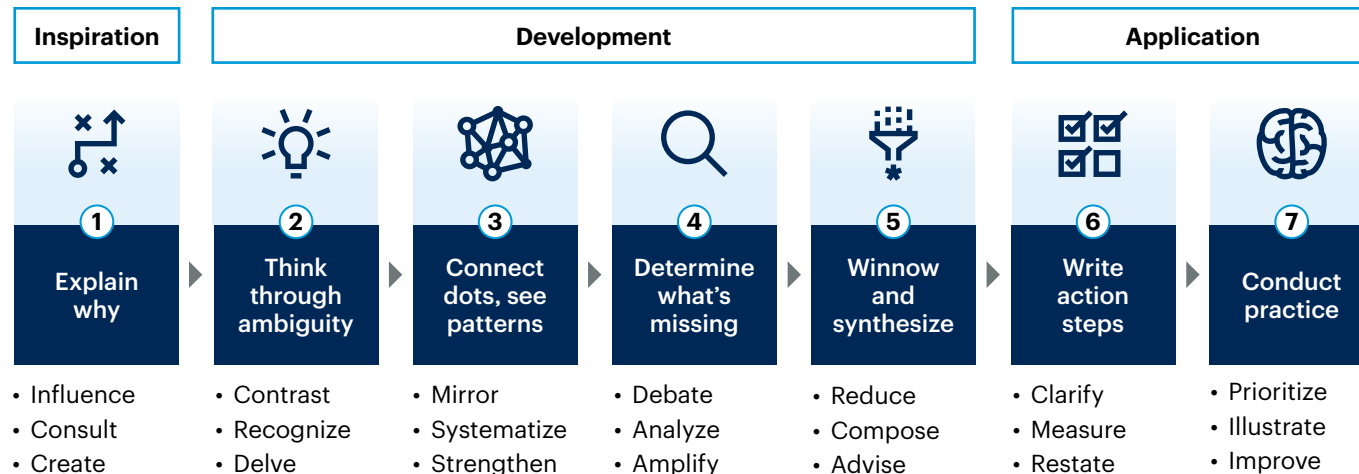 Inspiration
Development
Application
1
Explain
why
• Influence
• Consult
• Create
2
Think
through
ambiguity
• Contrast
• Recognize
• Delve
3
Connect
dots, see
patterns
• Mirror
• Systematize
• Strengthen
4
Determine
what's
missing
• Debate
• Analyze
• Amplify
5
Winnow
and
synthesize
• Reduce
• Compose
• Advise
6
Write
action
steps
• Clarify
• Measure
• Restate
7
Conduct
practice
• Prioritize
• Illustrate
• Improve